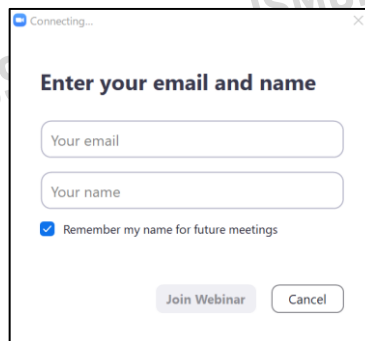 Connecting...
Enter your email and name
Your email
Your name
Remember my name for future meetings
Join Webinar
Cancel